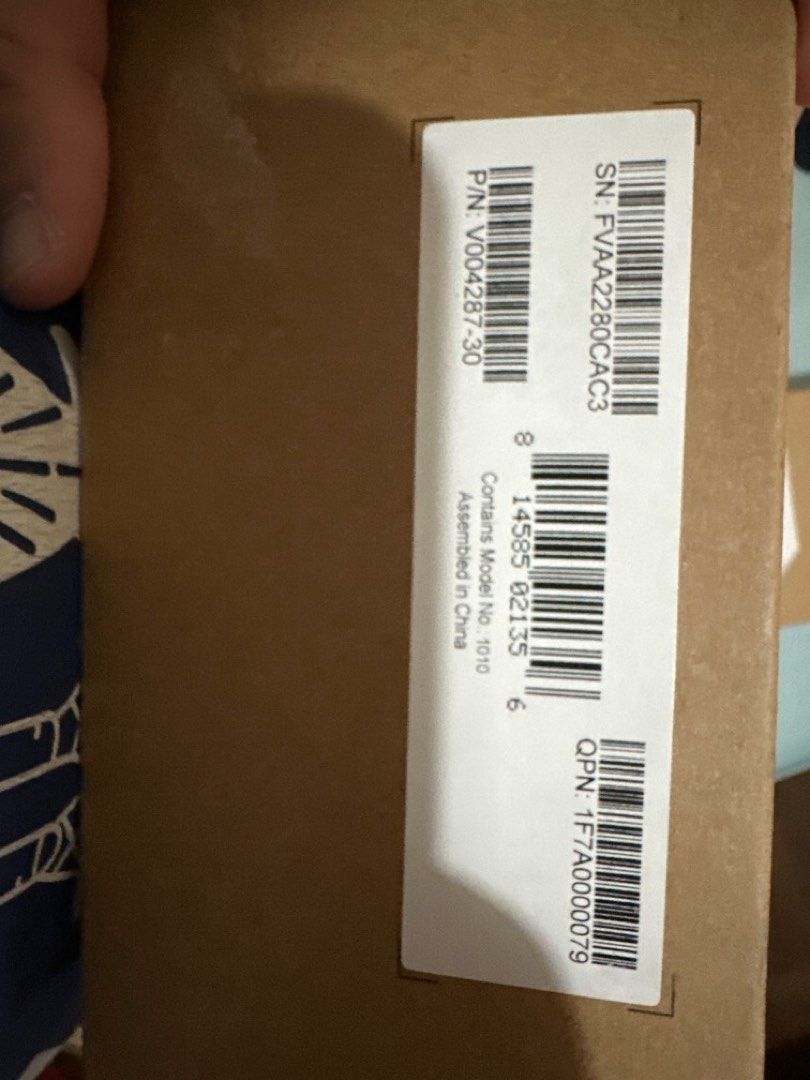 SN: FVAA2280CAC3
P/N: V004287-30
8 14585 02135 6
Contains Model No.: 1010
Assembled in China
QPN: 1F7A0000079